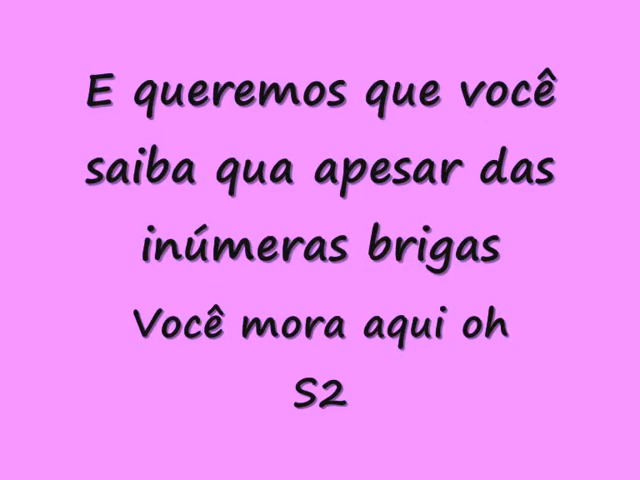 E queremos que você
saiba qua apesar das
inúmeras brigas
Você mora aqui oh
S2